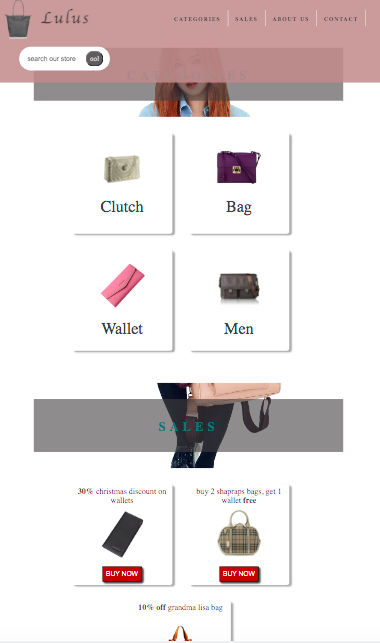 Lulus
CATEGORIES
SALES
ABOUT US
CONTACT
search our store
go!
CATEGORIES
Clutch
Bag
Wallet
Men
SALES
30% christmas discount on
wallets
BUY NOW
buy 2 shapraps bags, get 1
wallet free
BUY NOW
10% off grandma lisa bag